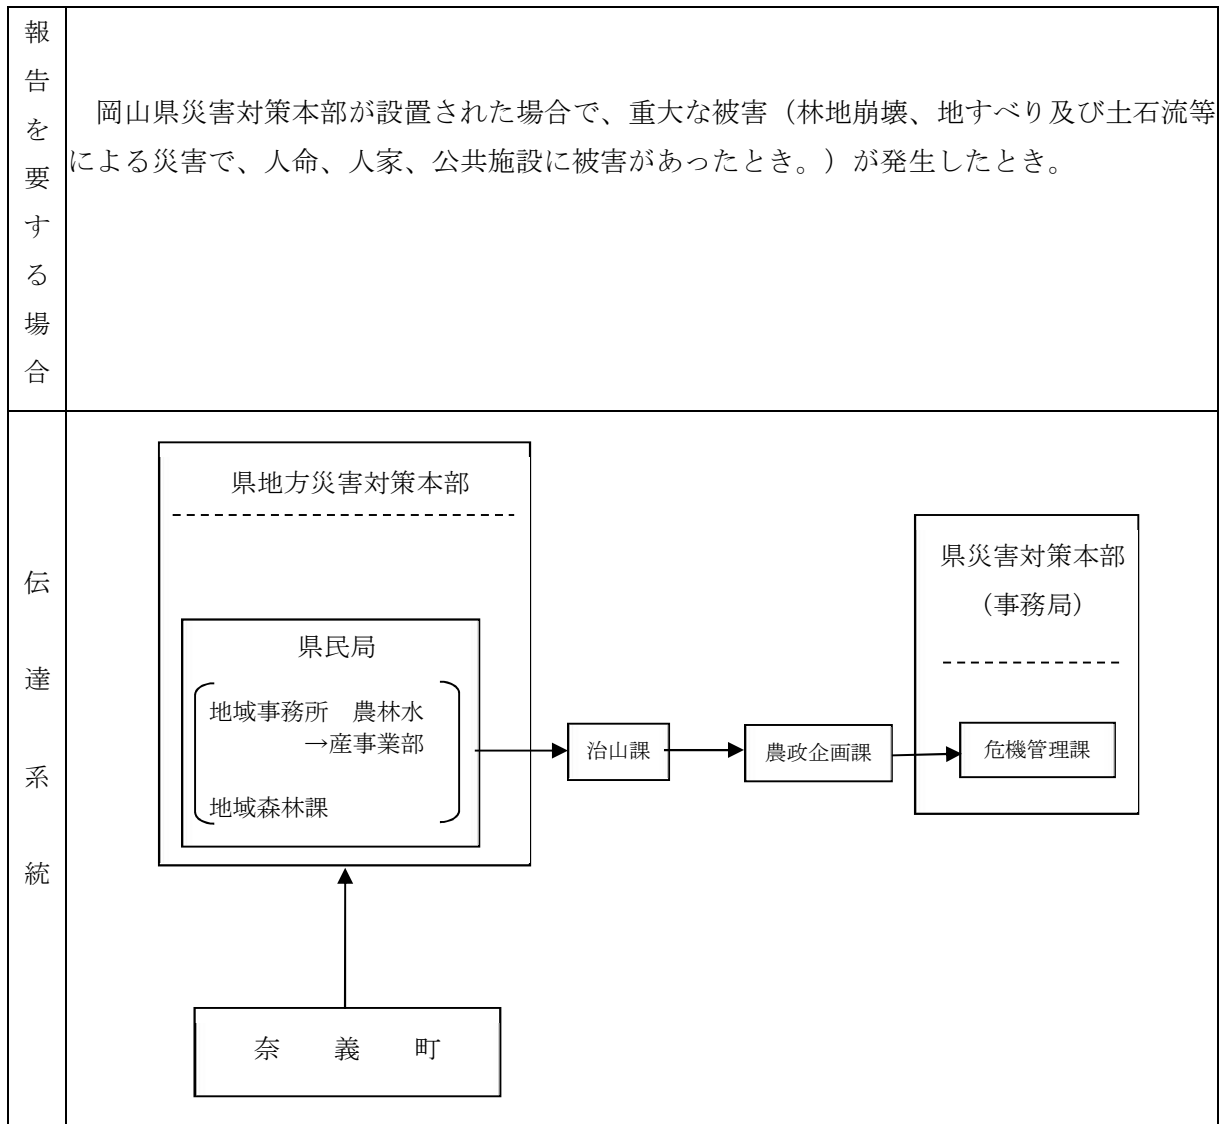 報告を要する場合
岡山県災害対策本部が設置された場合で、重大な被害（林地崩壊、地すべり及び土石流等
による災害で、人命、人家、公共施設に被害があったとき。）が発生したとき。
伝達系統
県地方災害対策本部
県民局
地域事務所　農林水
→産事業部
地域森林課
治山課
農政企画課
県災害対策本部
（事務局）
危機管理課
奈　義　町